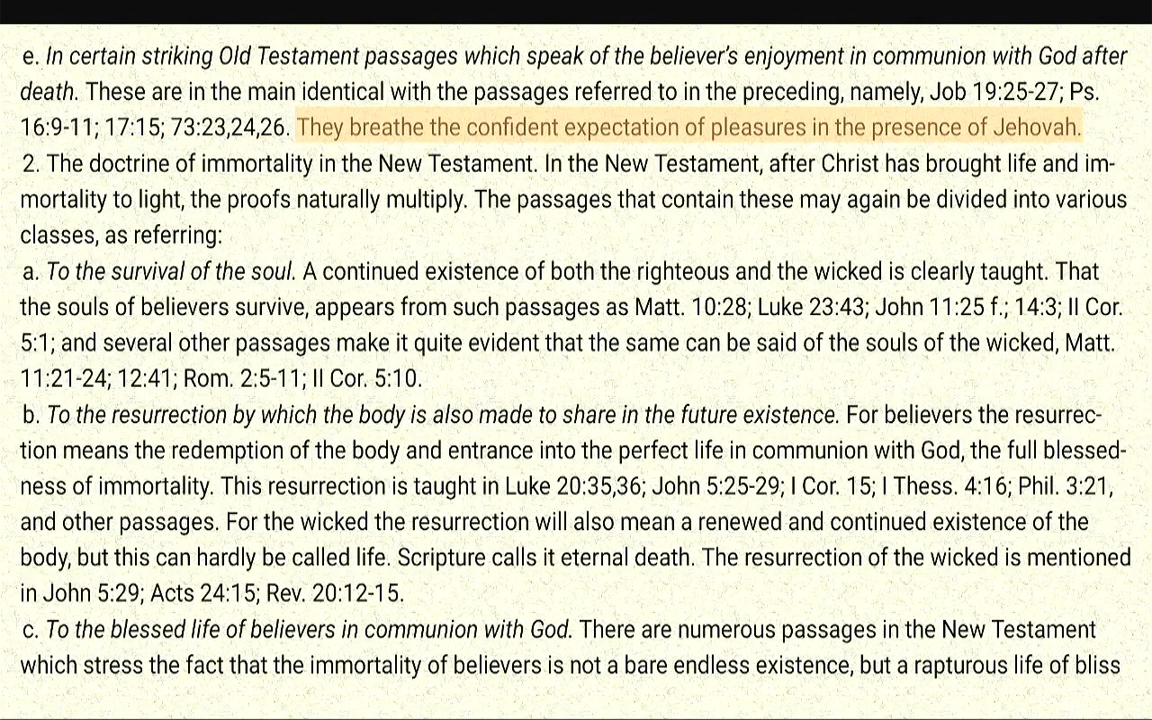 e. In certain striking Old Testament passages which speak of the believer's enjoyment in communion with God after
death. These are in the main identical with the passages referred to in the preceding, namely, Job 19:25-27; Ps.
16:9-11; 17:15; 73:23,24,26. They breathe the confident expectation of pleasures in the presence of Jehovah.
2. The doctrine of immortality in the New Testament. In the New Testament, after Christ has brought life and im-
mortality to light, the proofs naturally multiply. The passages that contain these may again be divided into various
classes, as referring:
a. To the survival of the soul. A continued existence of both the righteous and the wicked is clearly taught. That
the souls of believers survive, appears from such passages as Matt. 10:28; Luke 23:43; John 11:25 f.; 14:3; II Cor.
5:1; and several other passages make it quite evident that the same can be said of the souls of the wicked, Matt.
11:21-24; 12:41; Rom. 2:5-11; II Cor. 5:10.
b. To the resurrection by which the body is also made to share in the future existence. For believers the resurrec-
tion means the redemption of the body and entrance into the perfect life in communion with God, the full blessed-
ness of immortality. This resurrection is taught in Luke 20:35,36; John 5:25-29; I Cor. 15; I Thess. 4:16; Phil. 3:21,
and other passages. For the wicked the resurrection will also mean a renewed and continued existence of the
body, but this can hardly be called life. Scripture calls it eternal death. The resurrection of the wicked is mentioned
in John 5:29; Acts 24:15; Rev. 20:12-15.
c. To the blessed life of believers in communion with God. There are numerous passages in the New Testament
which stress the fact that the immortality of believers is not a bare endless existence, but a rapturous life of bliss